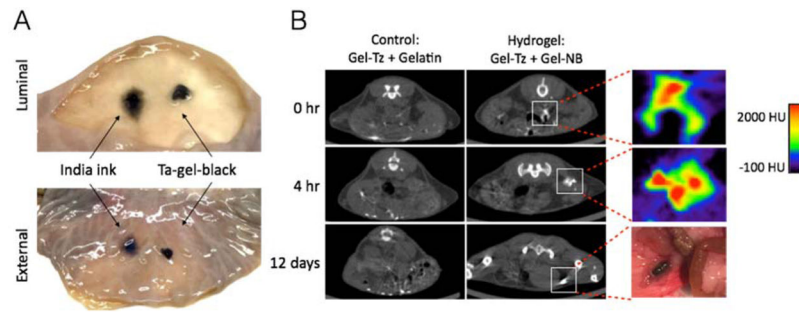 A
Luminal
India ink
Ta-gel-black
External
B
Control:
Gel-Tz + Gelatin
Hydrogel:
Gel-Tz + Gel-NB
0 hr
4 hr
12 days
2000 HU
-100 HU